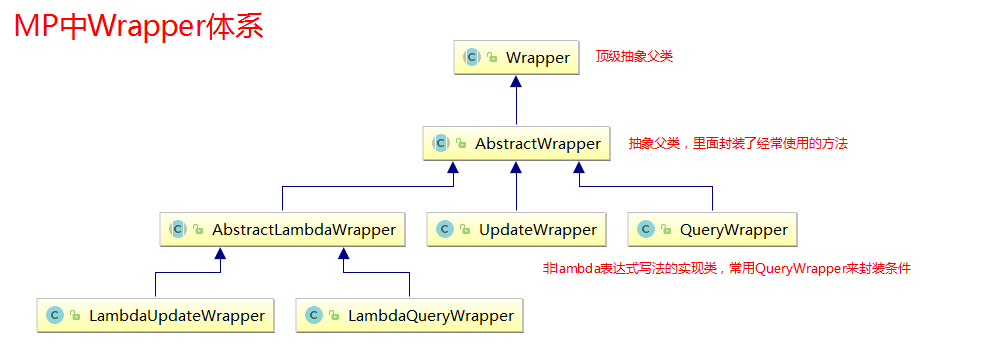 MP中Wrapper体系
Wrapper
顶级抽象父类
AbstractWrapper
抽象父类，里面封装了经常使用的方法
AbstractLambdaWrapper
UpdateWrapper
QueryWrapper
非lambda表达式写法的实现类，常用QueryWrapper来封装条件
LambdaUpdateWrapper
LambdaQueryWrapper